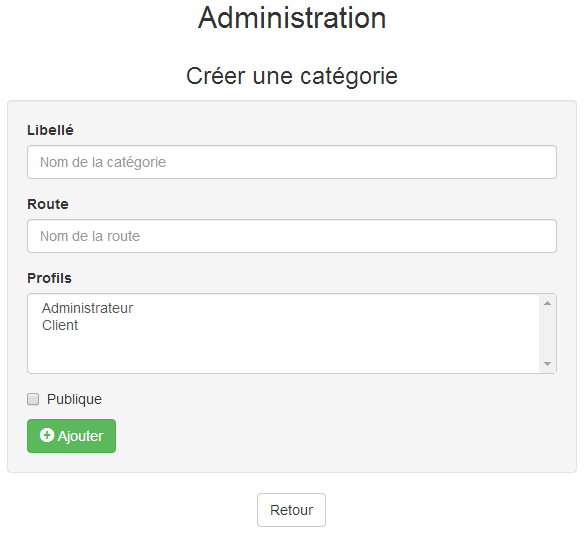 Administration
Créer une catégorie
Libellé
Nom de la catégorie
Route
Nom de la route
Profils
Administrateur
Client
Publique
Ajouter
Retour